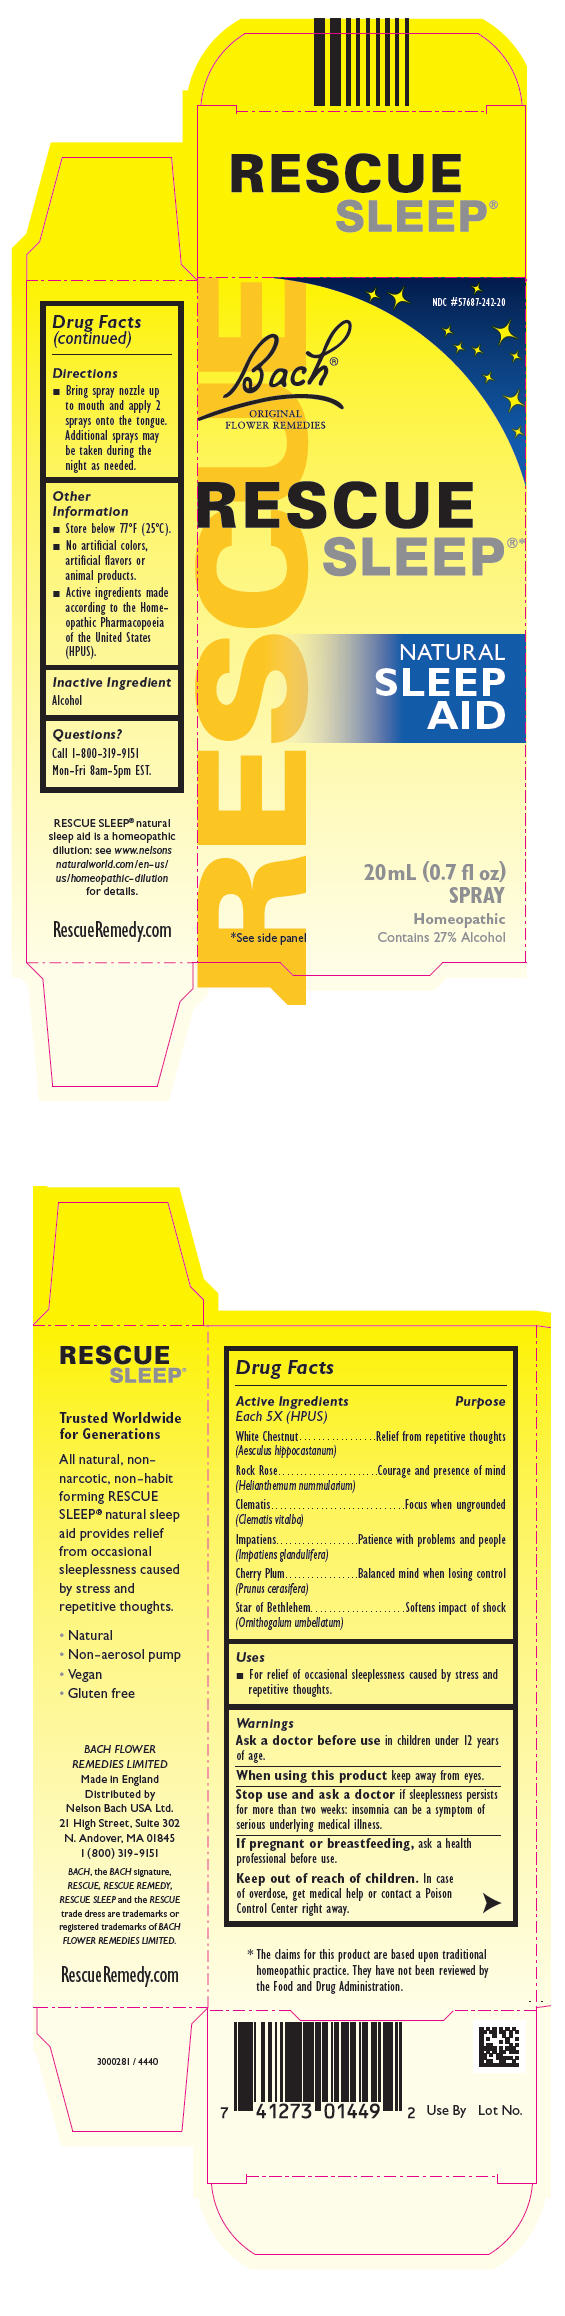 RESCUE
SLEEP®
Drug Facts
(continued)
Directions
■ Bring spray nozzle up
to mouth and apply 2
sprays onto the tongue.
Additional sprays may
be taken during the
night as needed.
Other
Information
■ Store below 77°F (25°C).
■ No artificial colors,
artificial flavors or
animal products.
■ Active ingredients made
according to the Home-
opathic Pharmacopoeia
of the United States
(HPUS).
Inactive Ingredient
Alcohol
Questions?
Call 1-800-319-9151
Mon-Fri 8am-5pm EST.
RESCUE SLEEP® natural
sleep aid is a homeopathic
dilution: see www.nelsons
naturalworld.com/en-us/
us/homeopathic-dilution
for details.
RescueRemedy.com
RESCUE
NDC #57687-242-20
Bach®
ORIGINAL
FLOWER REMEDIES
RESCUE
SLEEP®*
NATURAL
SLEEP
AID
20mL (0.7 fl oz)
SPRAY
Homeopathic
*See side panel
Contains 27% Alcohol
RESCUE
SLEEP®
Trusted Worldwide
for Generations
All natural, non-
narcotic, non-habit
forming RESCUE
SLEEP® natural sleep
aid provides relief
from occasional
sleeplessness caused
by stress and
repetitive thoughts.
• Natural
• Non-aerosol pump
• Vegan
• Gluten free
BACH FLOWER
REMEDIES LIMITED
Made in England
Distributed by
Nelson Bach USA Ltd.
21 High Street, Suite 302
N. Andover, MA 01845
1 (800) 319-9151
BACH, the BACH signature,
RESCUE, RESCUE REMEDY,
RESCUE SLEEP and the RESCUE
trade dress are trademarks or
registered trademarks of BACH
FLOWER REMEDIES LIMITED.
RescueRemedy.com
3000281 / 4440
Drug Facts
Active Ingredients Purpose
Each 5X (HPUS)
White Chestnut................Relief from repetitive thoughts
(Aesculus hippocastanum)
Rock Rose......................Courage and presence of mind
(Helianthemum nummularium)
Clematis............................Focus when ungrounded
(Clematis vitalba)
Impatiens..................Patience with problems and people
(Impatiens glandulifera)
Cherry Plum................Balanced mind when losing control
(Prunus cerasifera)
Star of Bethlehem....................Softens impact of shock
(Ornithogalum umbellatum)
Uses
■ For relief of occasional sleeplessness caused by stress and
repetitive thoughts.
Warnings
Ask a doctor before use in children under 12 years
of age.
When using this product keep away from eyes.
Stop use and ask a doctor if sleeplessness persists
for more than two weeks: insomnia can be a symptom of
serious underlying medical illness.
If pregnant or breastfeeding, ask a health
professional before use.
Keep out of reach of children. In case
of overdose, get medical help or contact a Poison
Control Center right away.
* The claims for this product are based upon traditional
homeopathic practice. They have not been reviewed by
the Food and Drug Administration.
7 41273 01449 2
Use By Lot No.